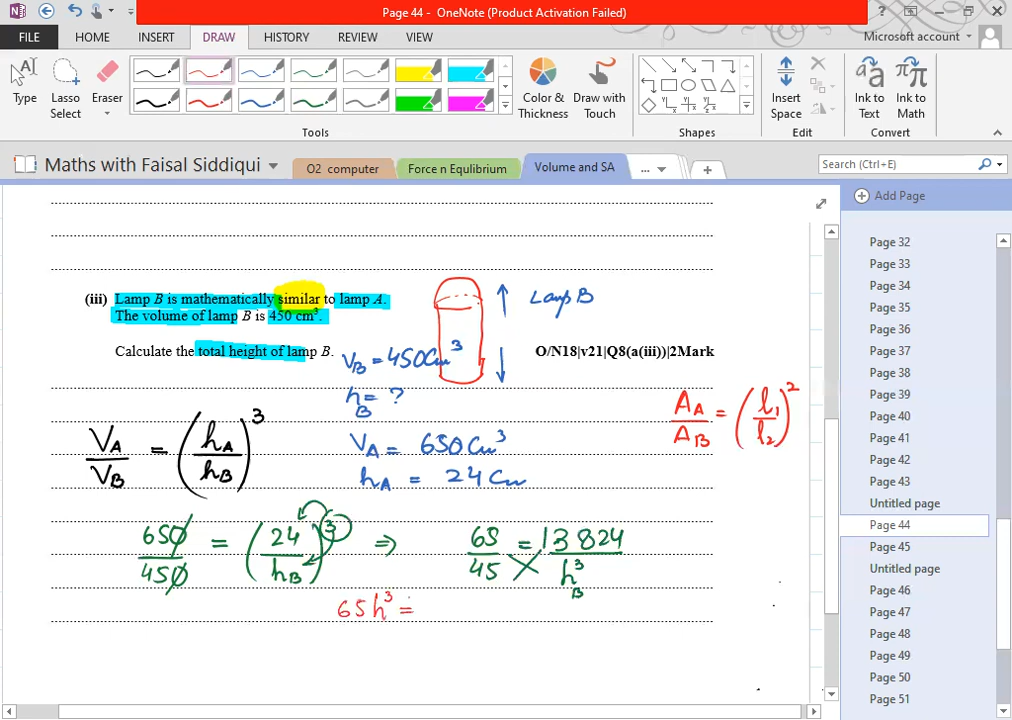 Page 44 - OneNote (Product Activation Failed)
FILE HOME INSERT DRAW HISTORY REVIEW VIEW Microsoft account
Type Lasso Select Eraser Color & Thickness Draw with Touch Insert Space Ink to Text Ink to Math
Tools Shapes Edit Convert
Maths with Faisal Siddiqui O2 computer Force n Equlibrium Volume and SA ... Search (Ctrl+E)
Add Page
Page 32
Page 33
Page 34
Page 35
Page 36
Page 37
Page 38
Page 39
Page 40
Page 41
Page 42
Page 43
Untitled page
Page 44
Page 45
Untitled page
Page 46
Page 47
Page 48
Page 49
Page 50
Page 51
(iii) Lamp B is mathematically similar to lamp A.
The volume of lamp B is 450 cm³.
Calculate the total height of lamp B.
O/N18|v21|Q8(a(iii))|2Mark
Lamp B
V_B = 450 Cm³
h_B = ?
V_A = 650 Cm³
h_A = 24 Cm
A_A/A_B = (l₁/l₂)²
V_A/V_B = (h_A/h_B)³
650/450 = (24/h_B)³ ⇒ 65/45 = 13824/h_B³
65h³ =